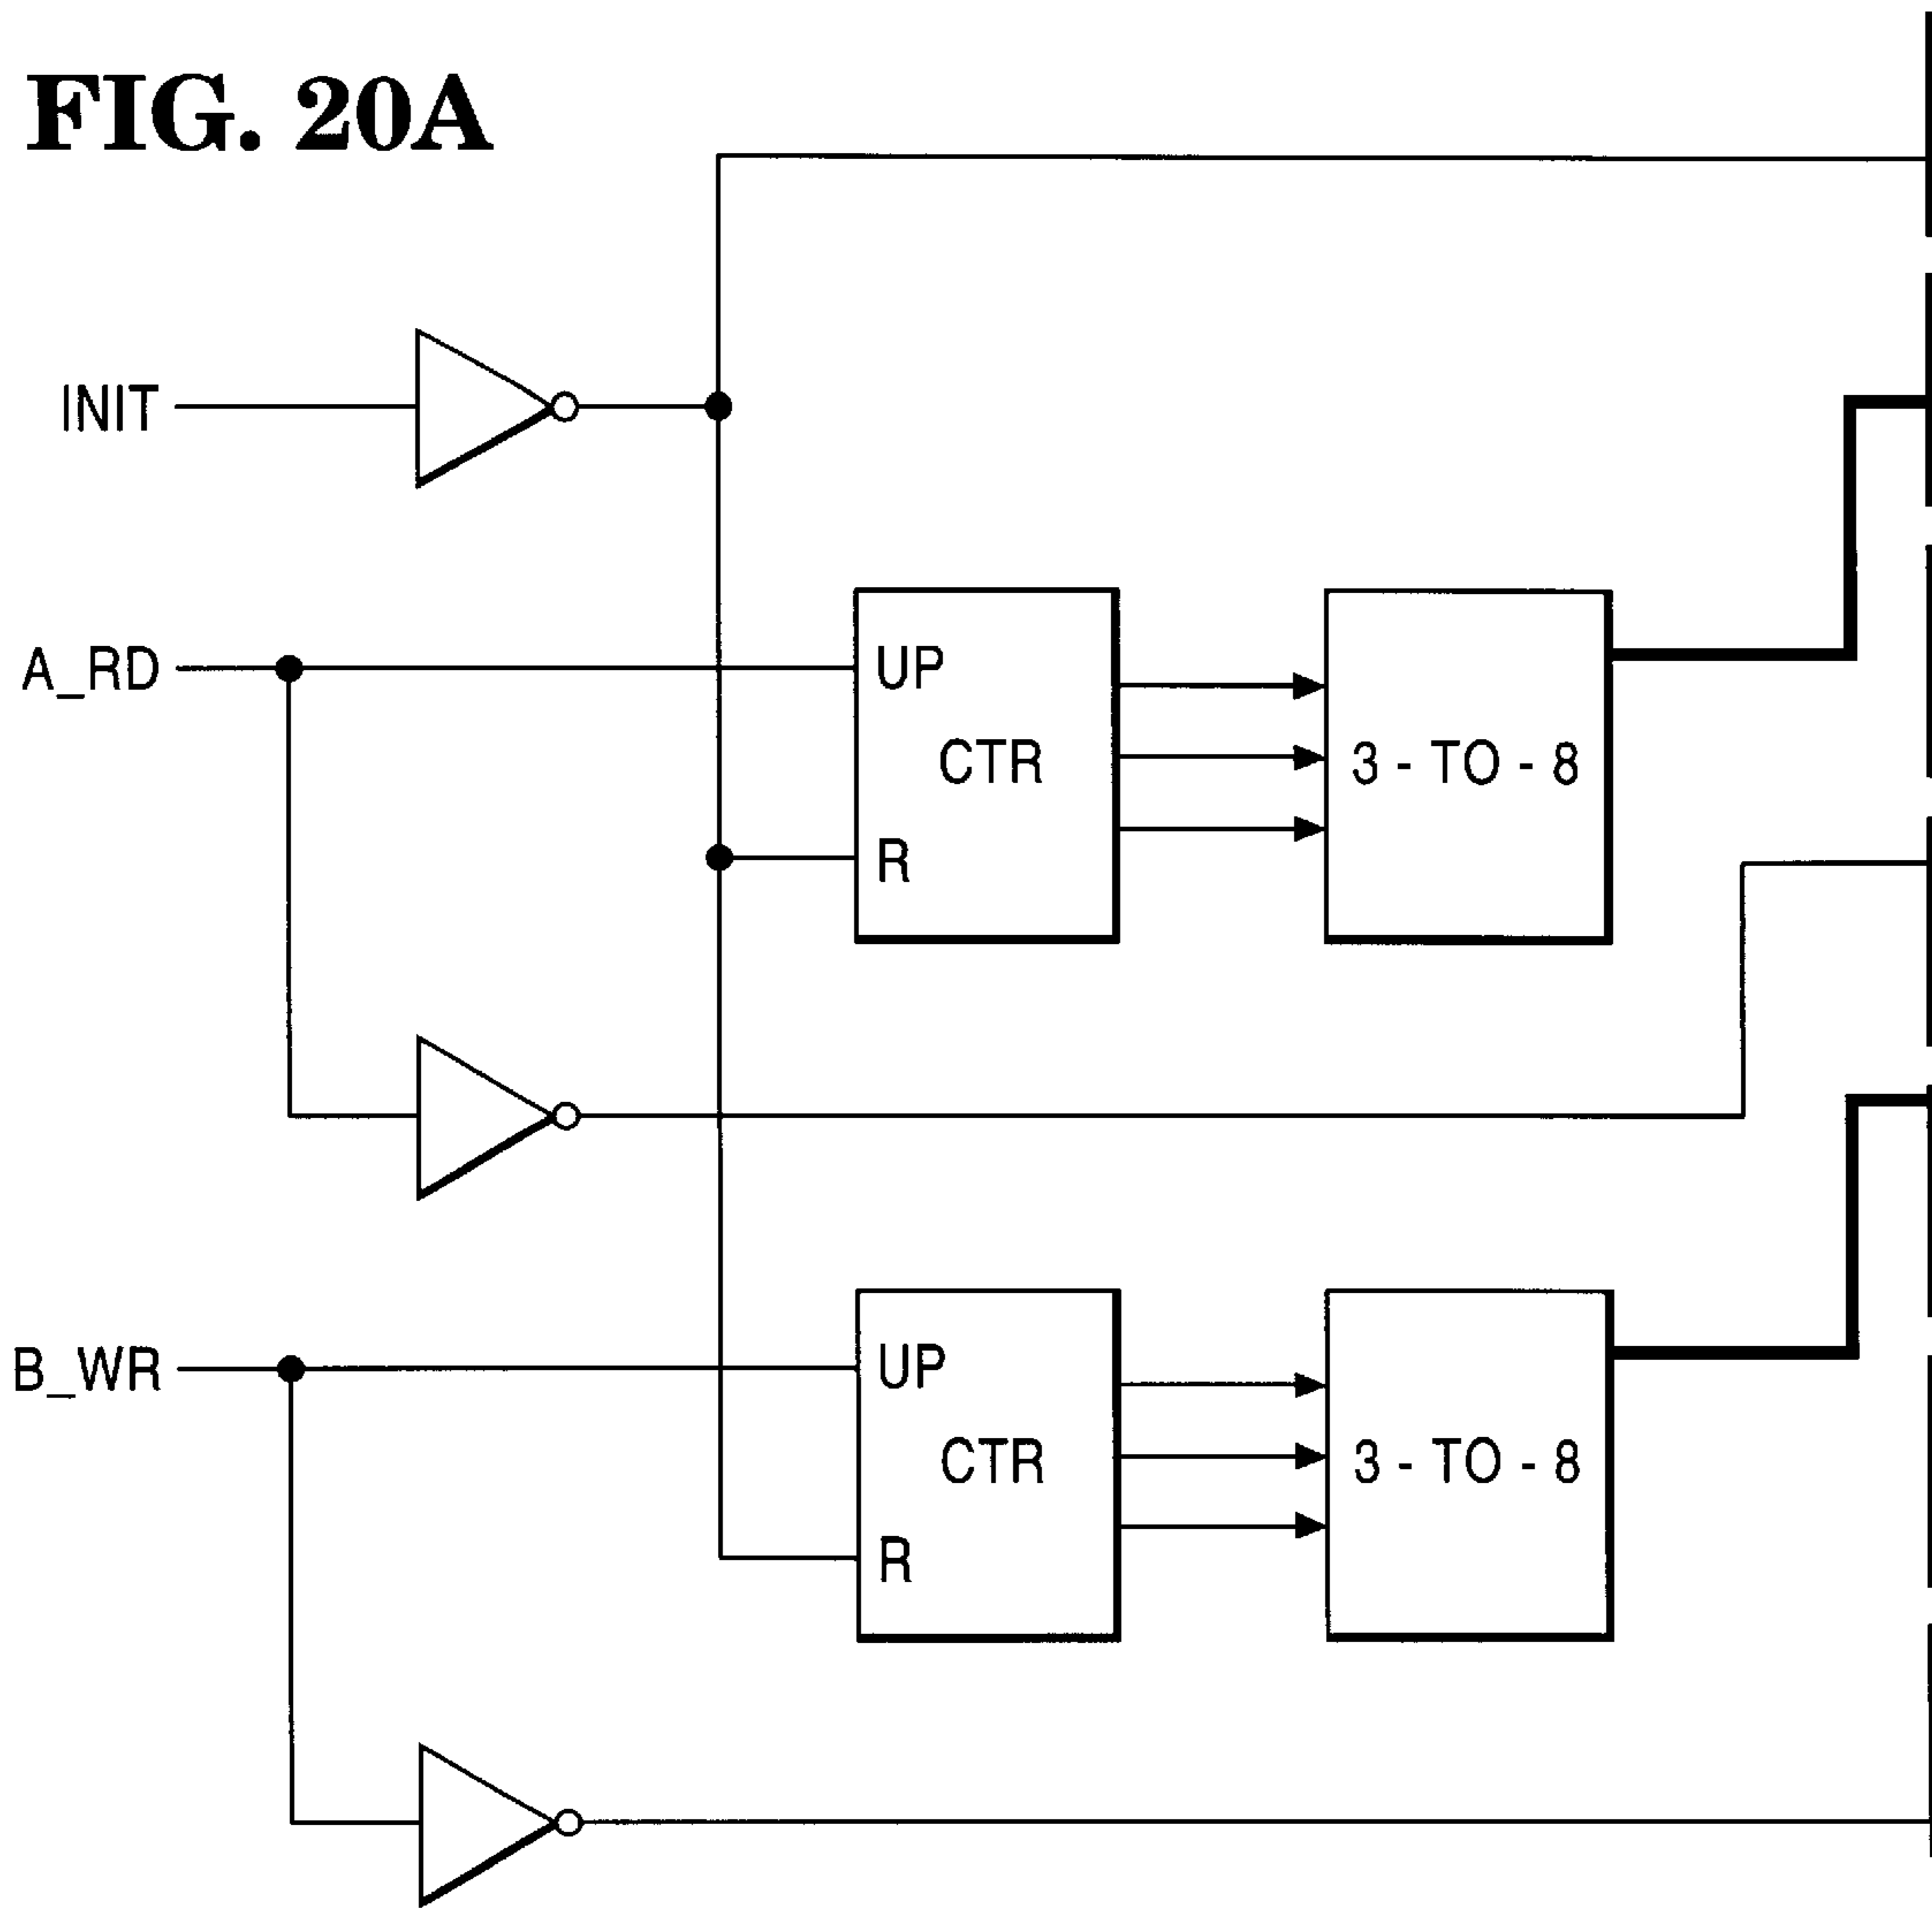 FIG. 20A
INIT
A_RD
UP
CTR
R
3 - TO - 8
B_WR
UP
CTR
R
3 - TO - 8